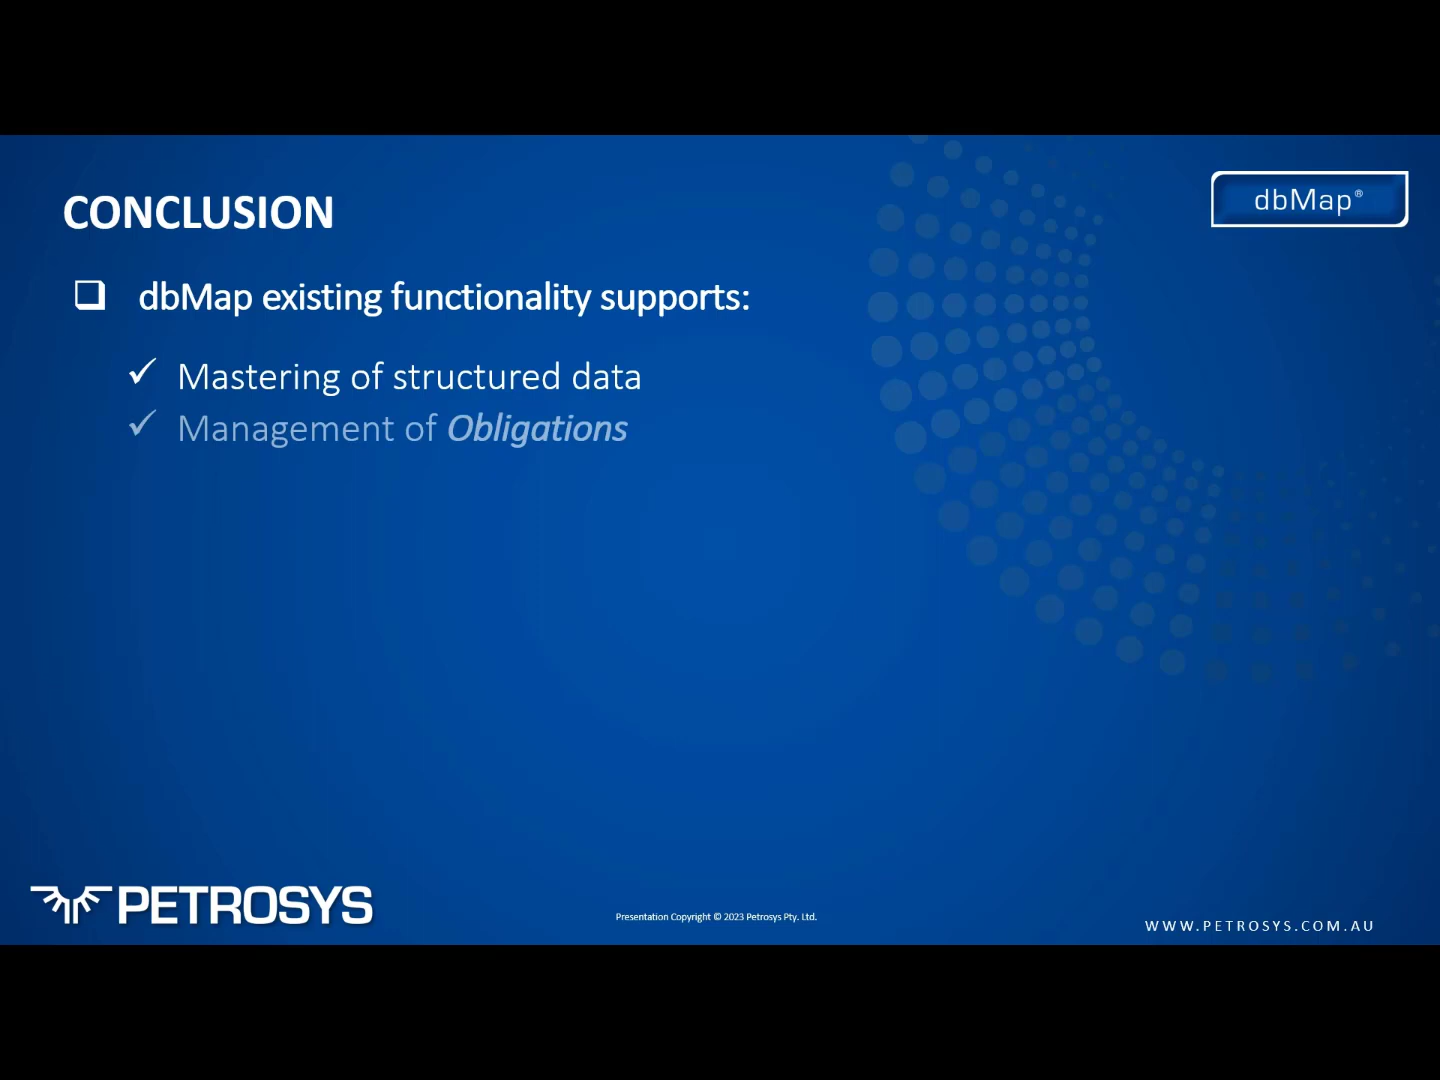 CONCLUSION
dbMap®
❑ dbMap existing functionality supports:
✓ Mastering of structured data
✓ Management of Obligations
PETROSYS
Presentation Copyright © 2023 Petrosys Pty. Ltd.
WWW.PETROSYS.COM.AU